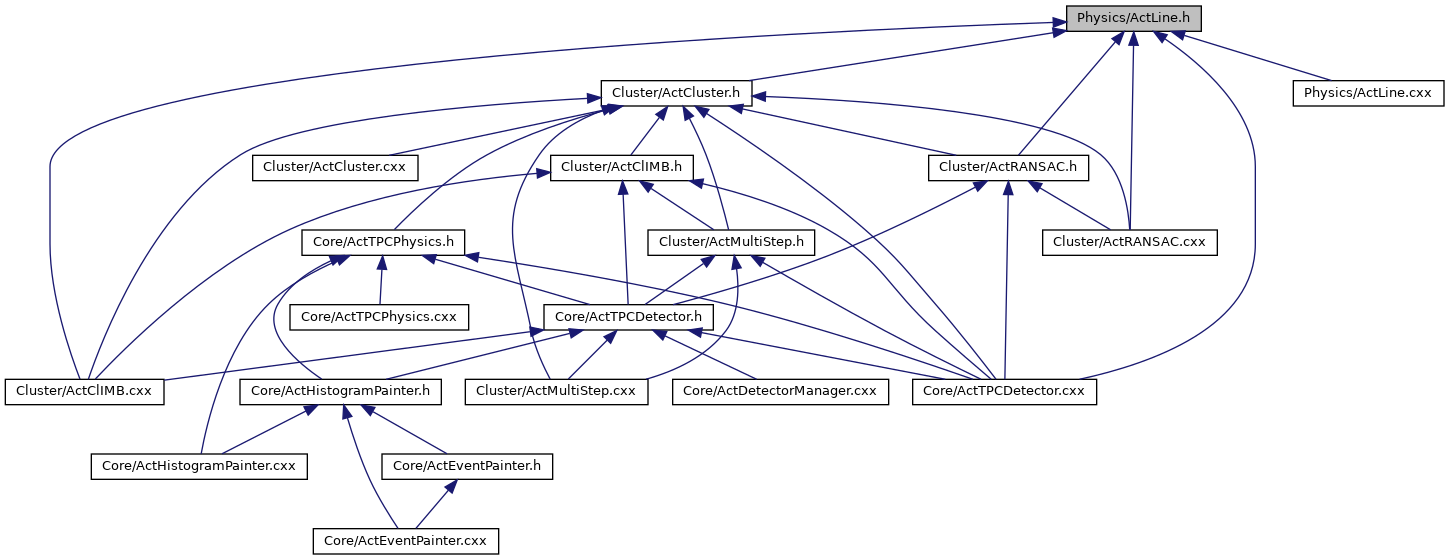 Physics/ActLine.h
Cluster/ActCluster.h
Physics/ActLine.cxx
Cluster/ActCluster.cxx
Cluster/ActClIMB.h
Cluster/ActRANSAC.h
Core/ActTPCPhysics.h
Cluster/ActMultiStep.h
Cluster/ActRANSAC.cxx
Core/ActTPCPhysics.cxx
Core/ActTPCDetector.h
Cluster/ActClIMB.cxx
Core/ActHistogramPainter.h
Cluster/ActMultiStep.cxx
Core/ActDetectorManager.cxx
Core/ActTPCDetector.cxx
Core/ActHistogramPainter.cxx
Core/ActEventPainter.h
Core/ActEventPainter.cxx